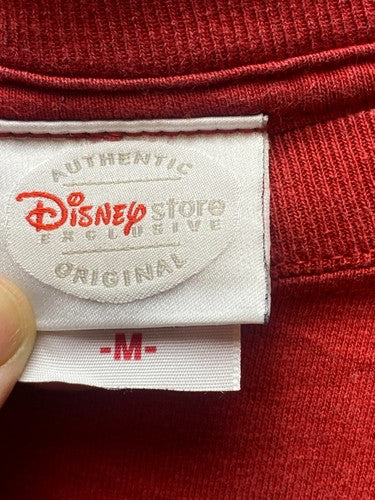 AUTHENTIC
Disney store
EXCLUSIVE
ORIGINAL
-M-